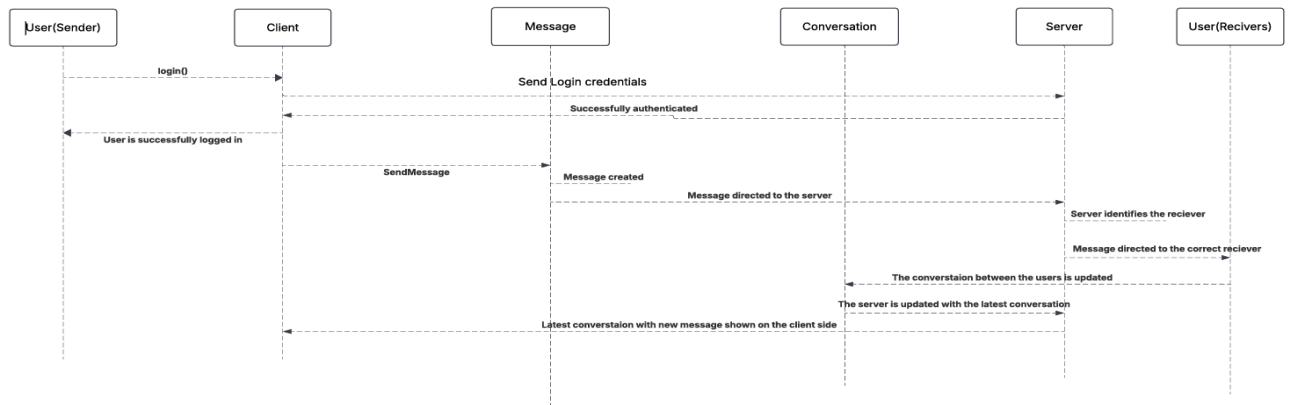 User(Sender)
Client
Message
Conversation
Server
User(Recivers)
login()
Send Login credentials
Successfully authenticated
User is successfully logged in
SendMessage
Message created
Message directed to the server
Server identifies the reciever
Message directed to the correct reciever
The converstaion between the users is updated
The server is updated with the latest conversation
Latest converstaion with new message shown on the client side